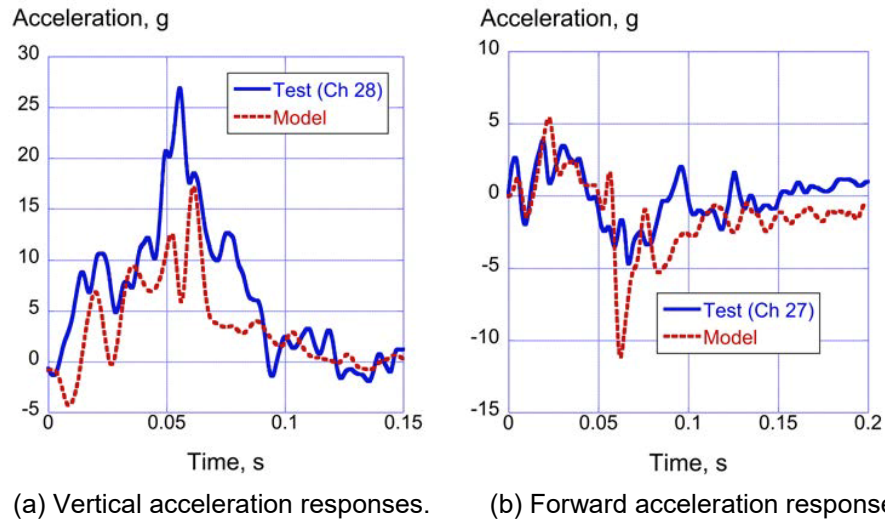 Acceleration, g
30
25
20
15
10
5
0
-5
0 0.05 0.1 0.15
Time, s
Test (Ch 28)
Model
(a) Vertical acceleration responses.
Acceleration, g
10
5
0
-5
-10
-15
0 0.05 0.1 0.15 0.2
Time, s
Test (Ch 27)
Model
(b) Forward acceleration response